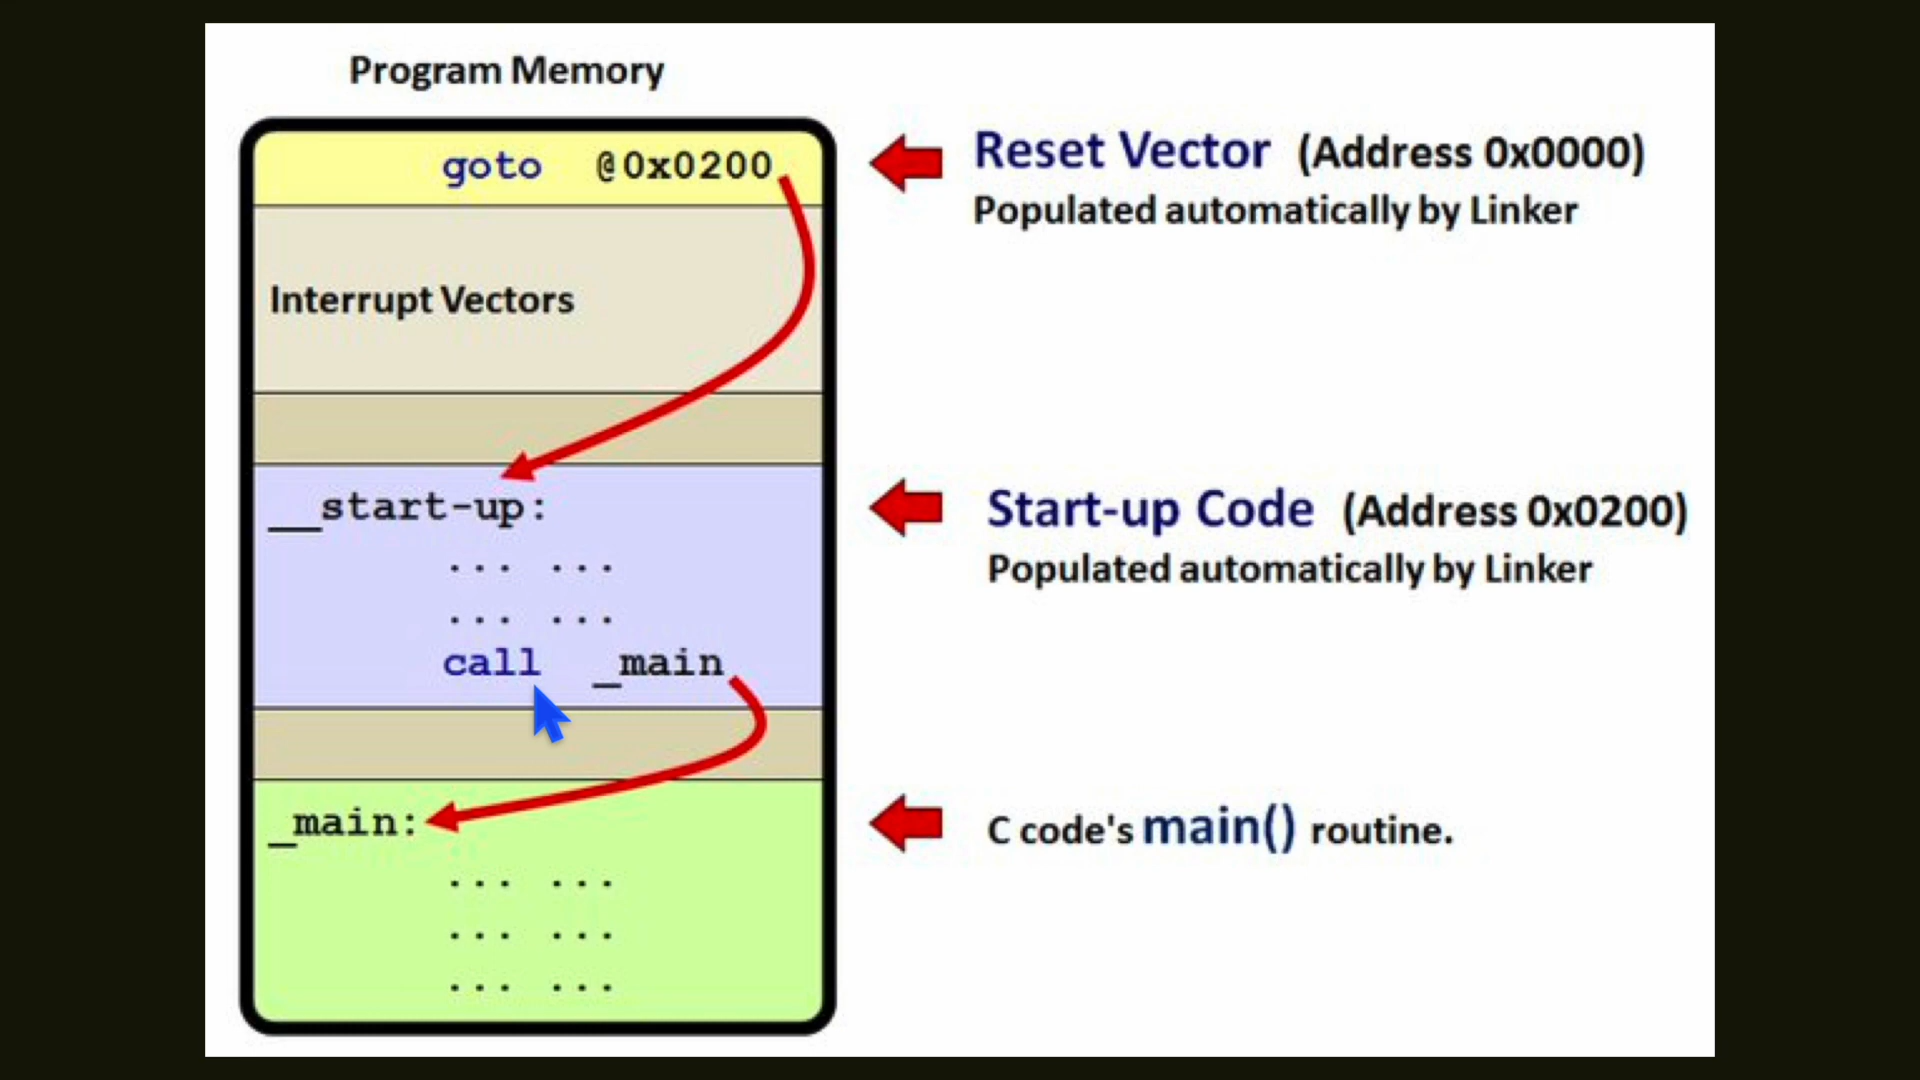 Program Memory
goto @0x0200
Reset Vector (Address 0x0000)
Populated automatically by Linker
Interrupt Vectors
__start-up:
... ...
... ...
call _main
Start-up Code (Address 0x0200)
Populated automatically by Linker
_main:
... ...
... ...
... ...
C code's main() routine.